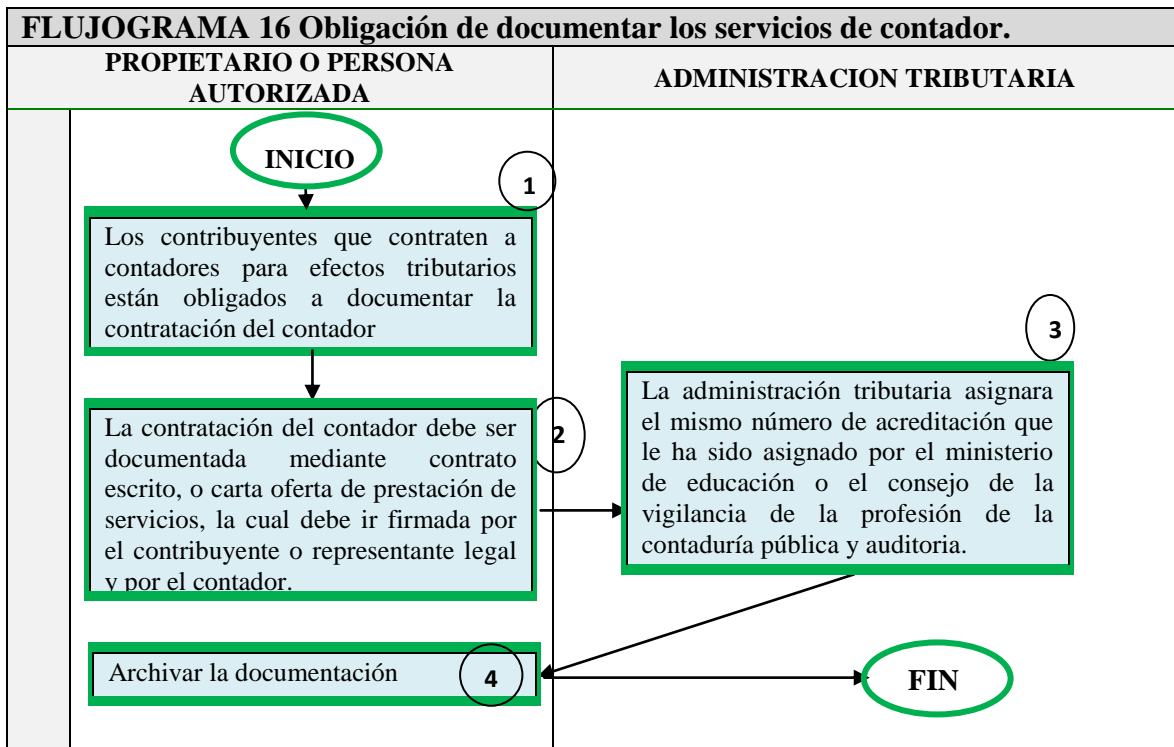 FLUJOGRAMA 16 Obligación de documentar los servicios de contador.
PROPIETARIO O PERSONA
AUTORIZADA
ADMINISTRACION TRIBUTARIA
INICIO
1
Los contribuyentes que contraten a
contadores para efectos tributarios
están obligados a documentar la
contratación del contador
2
La contratación del contador debe ser
documentada mediante contrato
escrito, o carta oferta de prestación de
servicios, la cual debe ir firmada por
el contribuyente o representante legal
y por el contador.
3
La administración tributaria asignara
el mismo número de acreditación que
le ha sido asignado por el ministerio
de educación o el consejo de la
vigilancia de la profesión de la
contaduría pública y auditoria.
Archivar la documentación
4
FIN